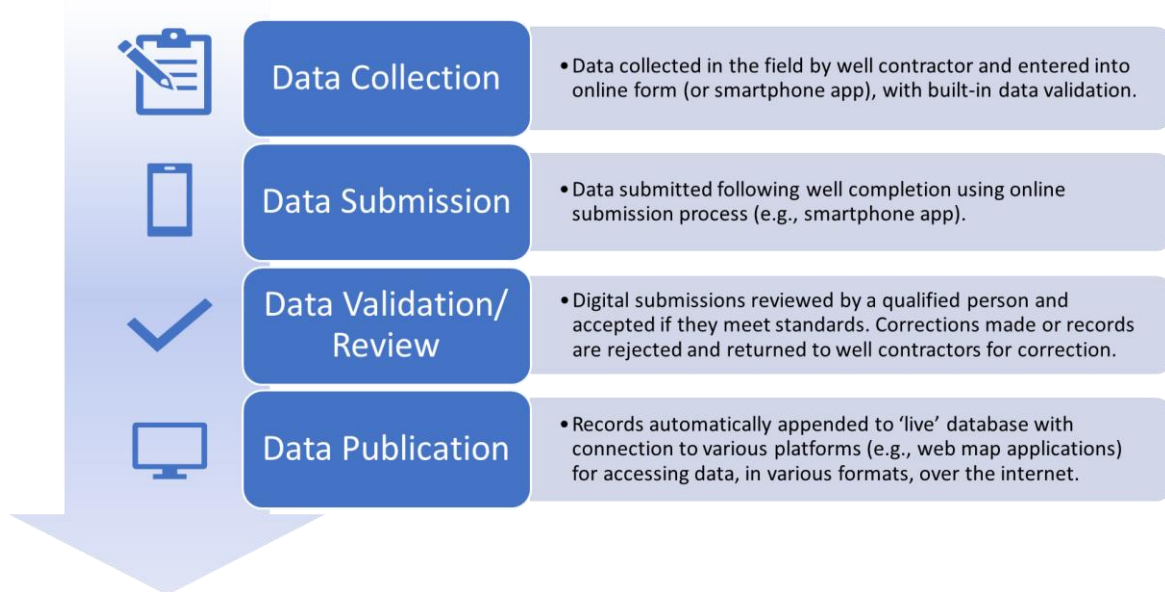 Data Collection
•Data collected in the field by well contractor and entered into
online form (or smartphone app), with built-in data validation.
Data Submission
•Data submitted following well completion using online
submission process (e.g., smartphone app).
Data Validation/
Review
•Digital submissions reviewed by a qualified person and
accepted if they meet standards. Corrections made or records
are rejected and returned to well contractors for correction.
Data Publication
•Records automatically appended to ‘live’ database with
connection to various platforms (e.g., web map applications)
for accessing data, in various formats, over the internet.